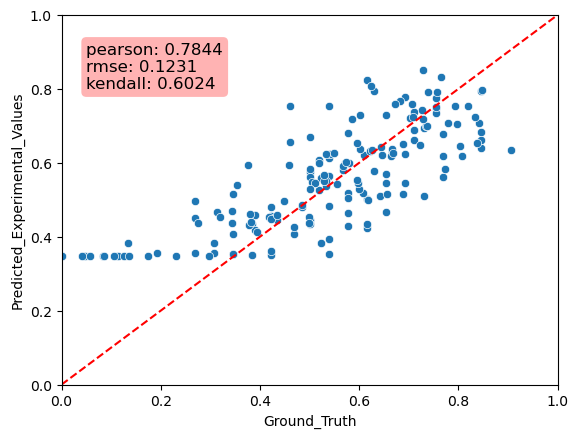 pearson: 0.7844
rmse: 0.1231
kendall: 0.6024
Predicted_Experimental_Values
1.0
0.8
0.6
0.4
0.2
0.0
0.0 0.2 0.4 0.6 0.8 1.0
Ground_Truth